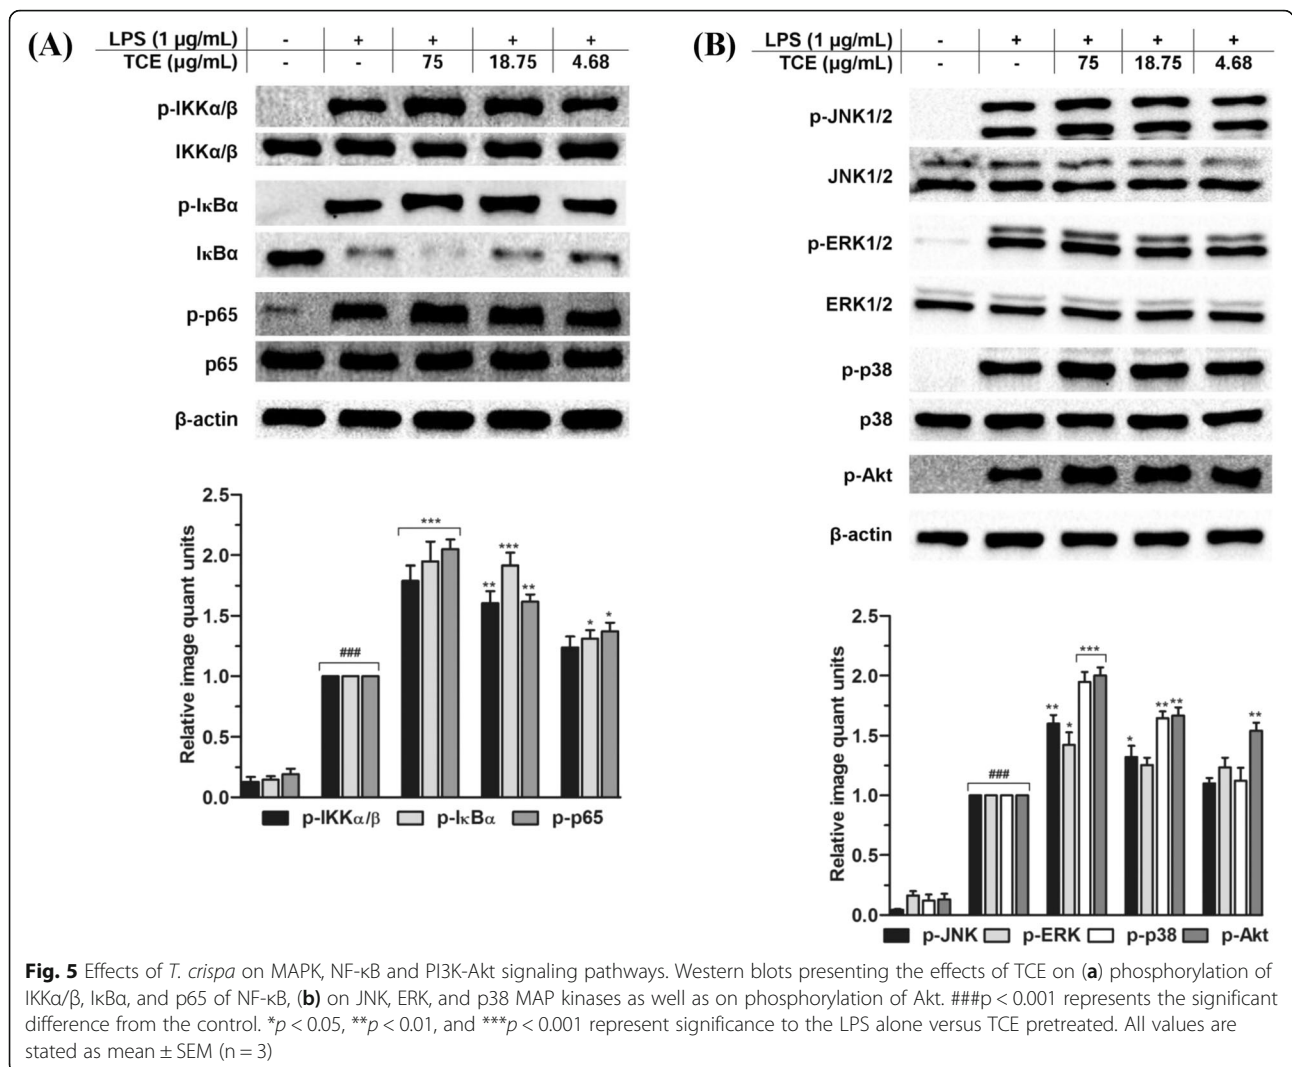 (A)
LPS (1 µg/mL) - + + + +
TCE (µg/mL) - - 75 18.75 4.68
p-IKKα/β
IKKα/β
p-IκBα
IκBα
p-p65
p65
β-actin
Relative image quant units
2.5
2.0
1.5
1.0
0.5
0.0
###
***
** *** **
* *
p-IKKα/β p-IκBα p-p65
(B)
LPS (1 µg/mL) - + + + +
TCE (µg/mL) - - 75 18.75 4.68
p-JNK1/2
JNK1/2
p-ERK1/2
ERK1/2
p-p38
p38
p-Akt
β-actin
Relative image quant units
2.5
2.0
1.5
1.0
0.5
0.0
###
** * ***
* ** **
**
p-JNK p-ERK p-p38 p-Akt
Fig. 5 Effects of T. crispa on MAPK, NF-κB and PI3K-Akt signaling pathways. Western blots presenting the effects of TCE on (a) phosphorylation of
IKKα/β, IκBα, and p65 of NF-κB, (b) on JNK, ERK, and p38 MAP kinases as well as on phosphorylation of Akt. ###p < 0.001 represents the significant
difference from the control. *p < 0.05, **p < 0.01, and ***p < 0.001 represent significance to the LPS alone versus TCE pretreated. All values are
stated as mean ± SEM (n = 3)